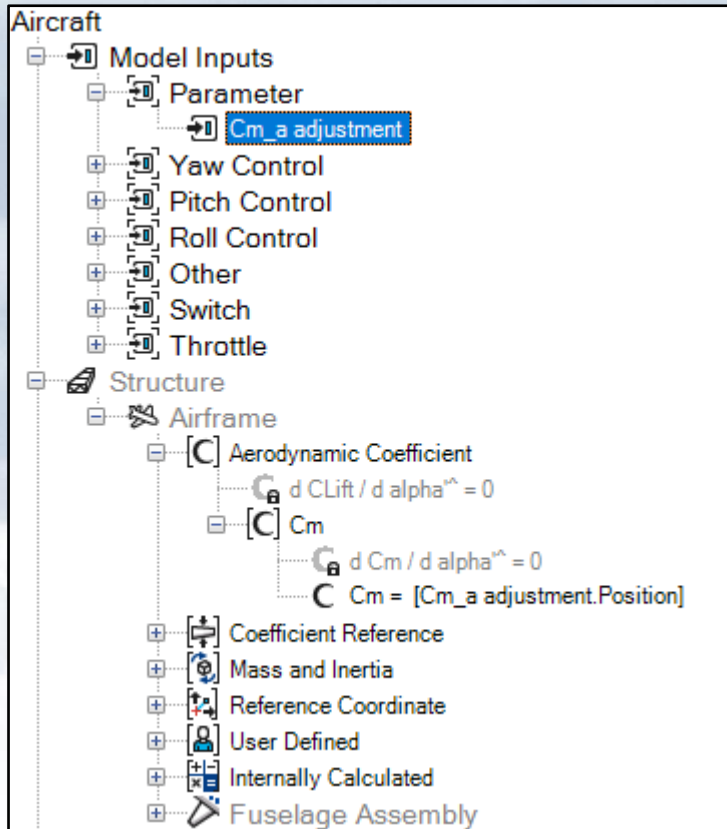 Aircraft
Model Inputs
Parameter
Cm_a adjustment
Yaw Control
Pitch Control
Roll Control
Other
Switch
Throttle
Structure
Airframe
[C] Aerodynamic Coefficient
d CLift / d alpha'^ = 0
[C] Cm
d Cm / d alpha'^ = 0
C Cm = [Cm_a adjustment.Position]
Coefficient Reference
Mass and Inertia
Reference Coordinate
User Defined
Internally Calculated
Fuselage Assembly